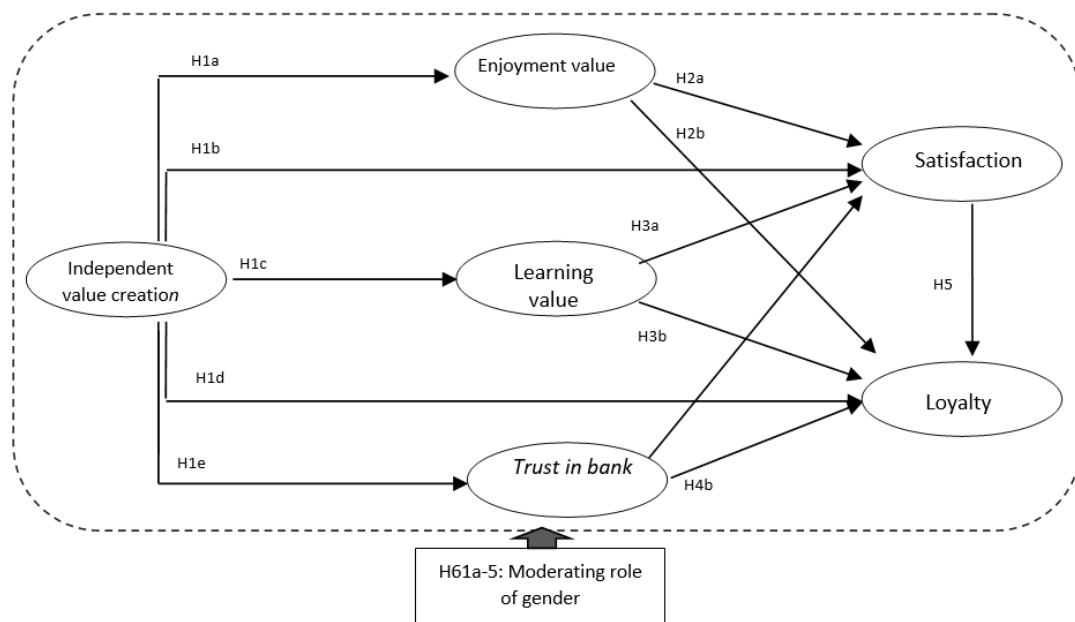 H1a
Enjoyment value
H2a
H2b
H1b
Satisfaction
H3a
Independent
value creation
H1c
Learning
value
H5
H3b
H1d
Loyalty
H1e
Trust in bank
H4b
H61a-5: Moderating role
of gender